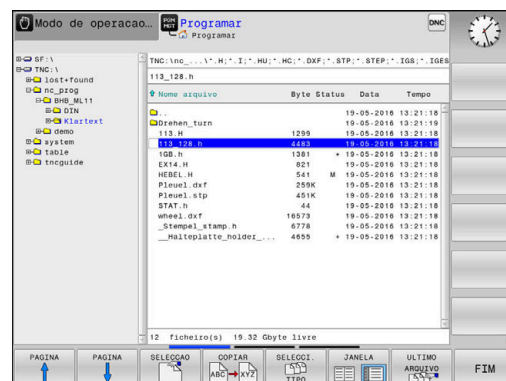 Modo de operacao...
PGM
MGT
Programar
Programar
DNC
SF:\
TNC:\
lost+found
nc_prog
BHB_ML11
DIN
Klartext
demo
system
table
tncguide
TNC:\nc_...\*.H;*.I;*.HU;*.HC;*.DXF;*.STP;*.STEP;*.IGS;*.IGES
113_128.h
Nome arquivo Byte Status Data Tempo
.. 19-05-2016 13:21:18
Drehen_turn 19-05-2016 13:21:19
113.H 1299 19-05-2016 13:21:18
113_128.h 4483 19-05-2016 13:21:18
1GB.h 1381 + 19-05-2016 13:21:18
EX14.H 821 19-05-2016 13:21:18
HEBEL.H 541 M 19-05-2016 13:21:18
Pleuel.dxf 259K 19-05-2016 13:21:18
Pleuel.stp 451K 19-05-2016 13:21:18
STAT.h 44 19-05-2016 13:21:18
wheel.dxf 16573 19-05-2016 13:21:18
_Stempel_stamp.h 6778 19-05-2016 13:21:18
__Halteplatte_holder_... 4655 + 19-05-2016 13:21:18
12 ficheiro(s) 19.32 Gbyte livre
PAGINA
PAGINA
SELECCAO
COPIAR
ABC
XYZ
SELECCI.
TIPO
JANELA
ULTIMO
ARQUIVO
FIM